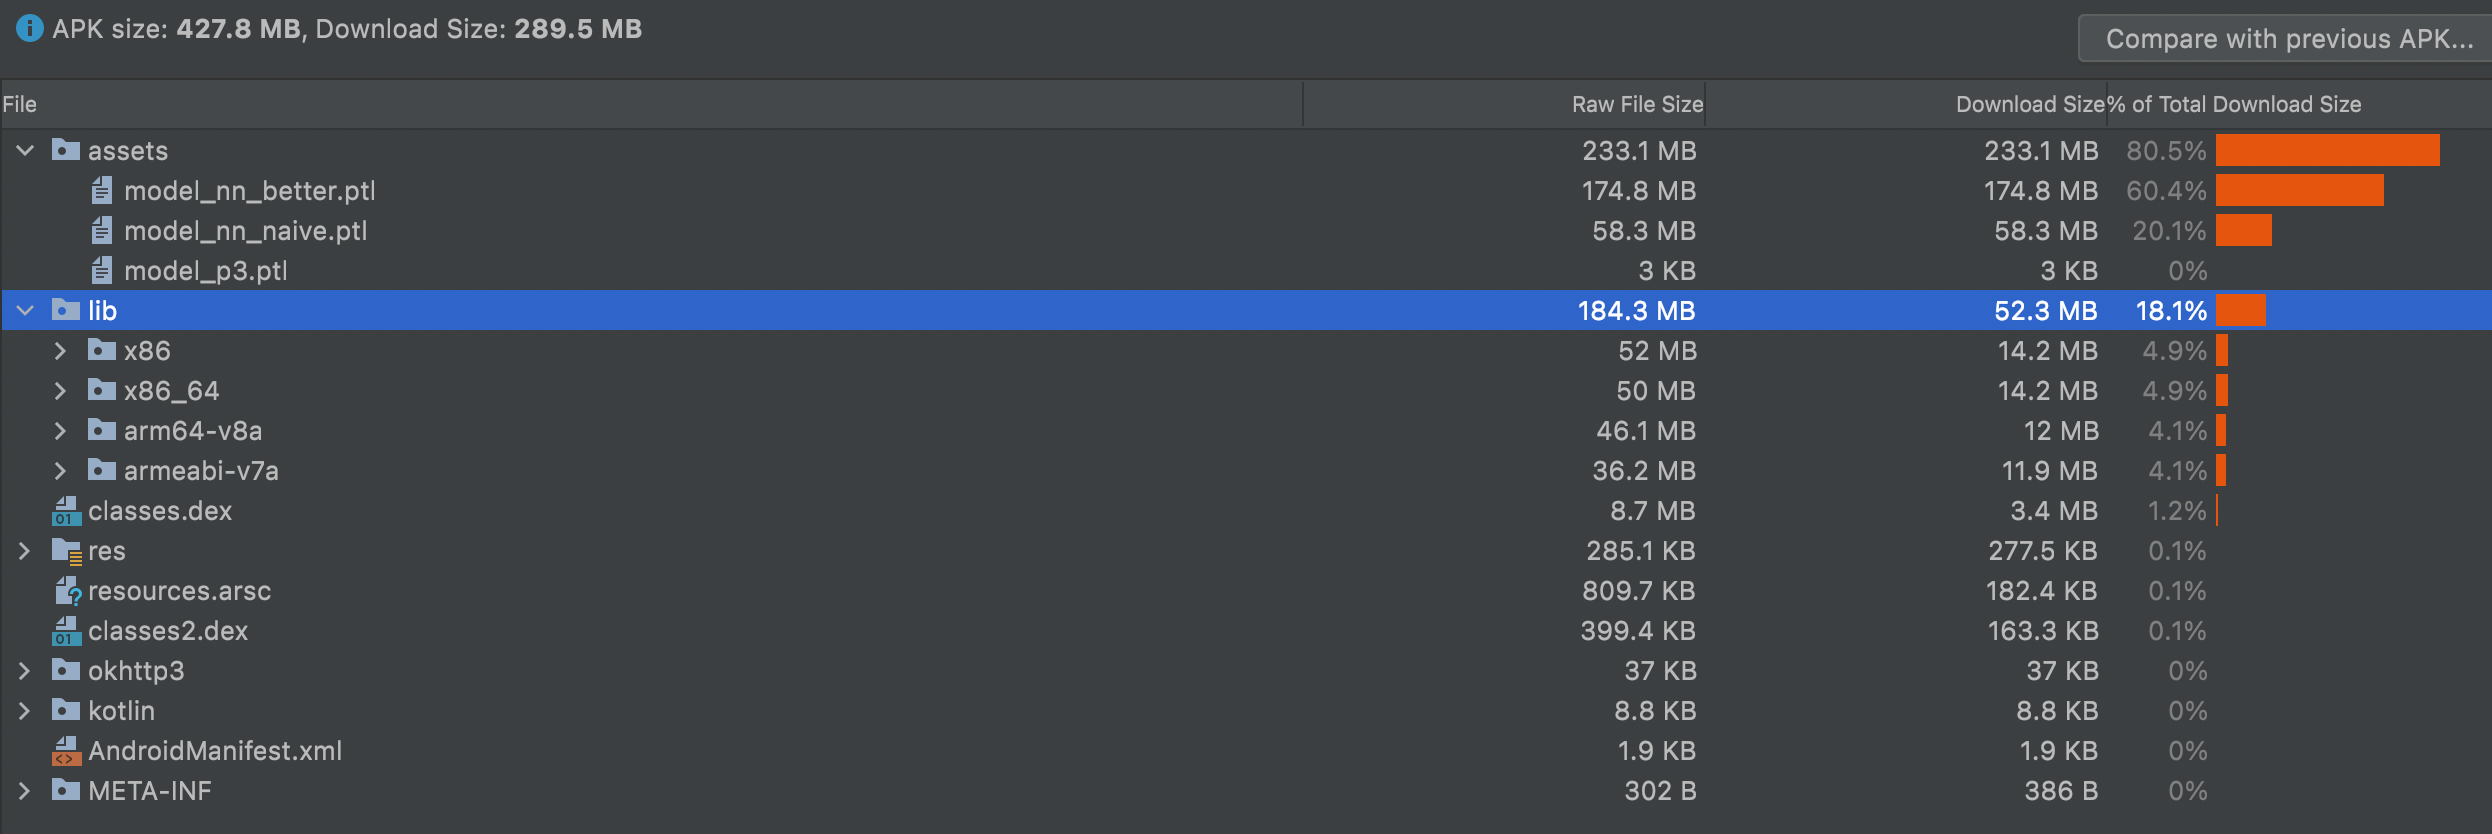 APK size: 427.8 MB, Download Size: 289.5 MB
Compare with previous APK...
File Raw File Size Download Size % of Total Download Size
assets 233.1 MB 233.1 MB 80.5%
model_nn_better.ptl 174.8 MB 174.8 MB 60.4%
model_nn_naive.ptl 58.3 MB 58.3 MB 20.1%
model_p3.ptl 3 KB 3 KB 0%
lib 184.3 MB 52.3 MB 18.1%
x86 52 MB 14.2 MB 4.9%
x86_64 50 MB 14.2 MB 4.9%
arm64-v8a 46.1 MB 12 MB 4.1%
armeabi-v7a 36.2 MB 11.9 MB 4.1%
classes.dex 8.7 MB 3.4 MB 1.2%
res 285.1 KB 277.5 KB 0.1%
resources.arsc 809.7 KB 182.4 KB 0.1%
classes2.dex 399.4 KB 163.3 KB 0.1%
okhttp3 37 KB 37 KB 0%
kotlin 8.8 KB 8.8 KB 0%
AndroidManifest.xml 1.9 KB 1.9 KB 0%
META-INF 302 B 386 B 0%